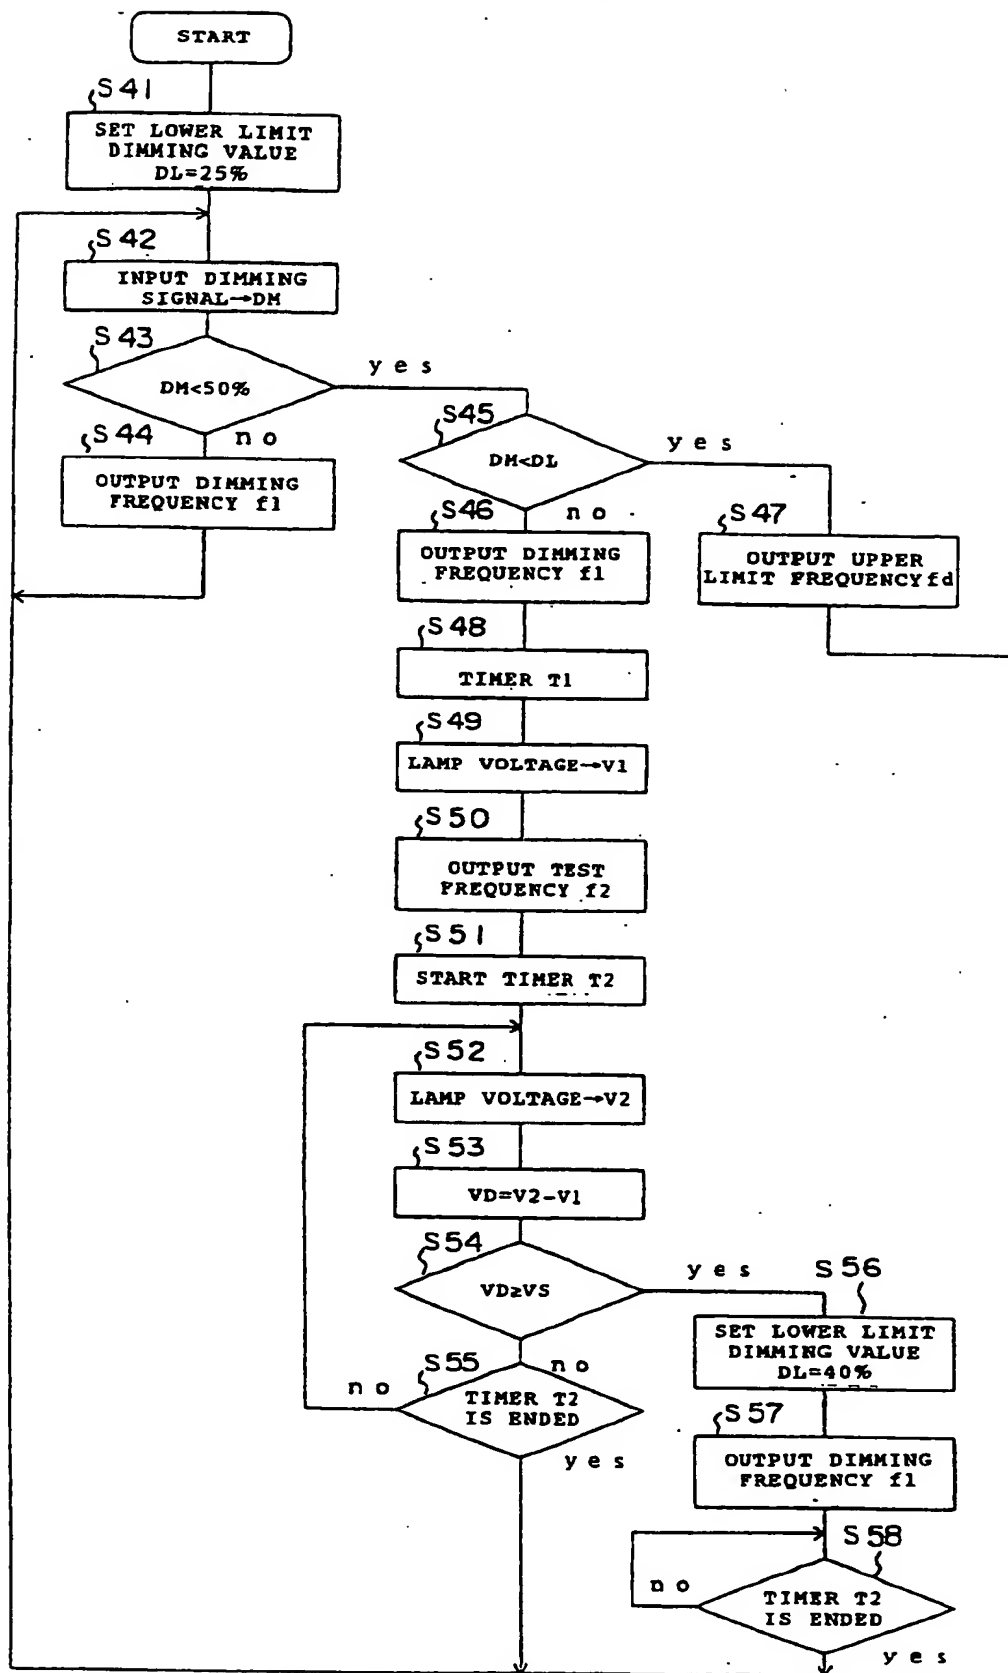 START
S41
SET LOWER LIMIT
DIMMING VALUE
DL=25%
S42
INPUT DIMMING
SIGNAL→DM
S43
DM<50%
yes
no
S44
OUTPUT DIMMING
FREQUENCY f1
S45
DM<DL
yes
no
S46
OUTPUT DIMMING
FREQUENCY f1
S47
OUTPUT UPPER
LIMIT FREQUENCY fd
S48
TIMER T1
S49
LAMP VOLTAGE→V1
S50
OUTPUT TEST
FREQUENCY f2
S51
START TIMER T2
S52
LAMP VOLTAGE→V2
S53
VD=V2-V1
S54
VD≥VS
yes
no
S55
no
TIMER T2
IS ENDED
yes
S56
SET LOWER LIMIT
DIMMING VALUE
DL=40%
S57
OUTPUT DIMMING
FREQUENCY f1
S58
no
TIMER T2
IS ENDED
yes